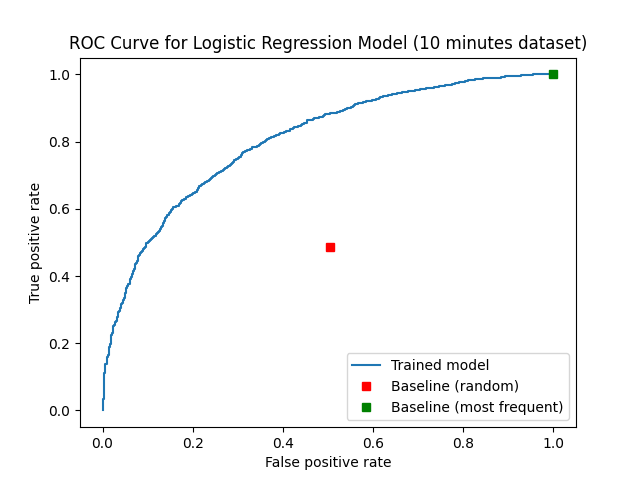 ROC Curve for Logistic Regression Model (10 minutes dataset)
1.0
0.8
0.6
0.4
0.2
0.0
True positive rate
Trained model
Baseline (random)
Baseline (most frequent)
0.0 0.2 0.4 0.6 0.8 1.0
False positive rate